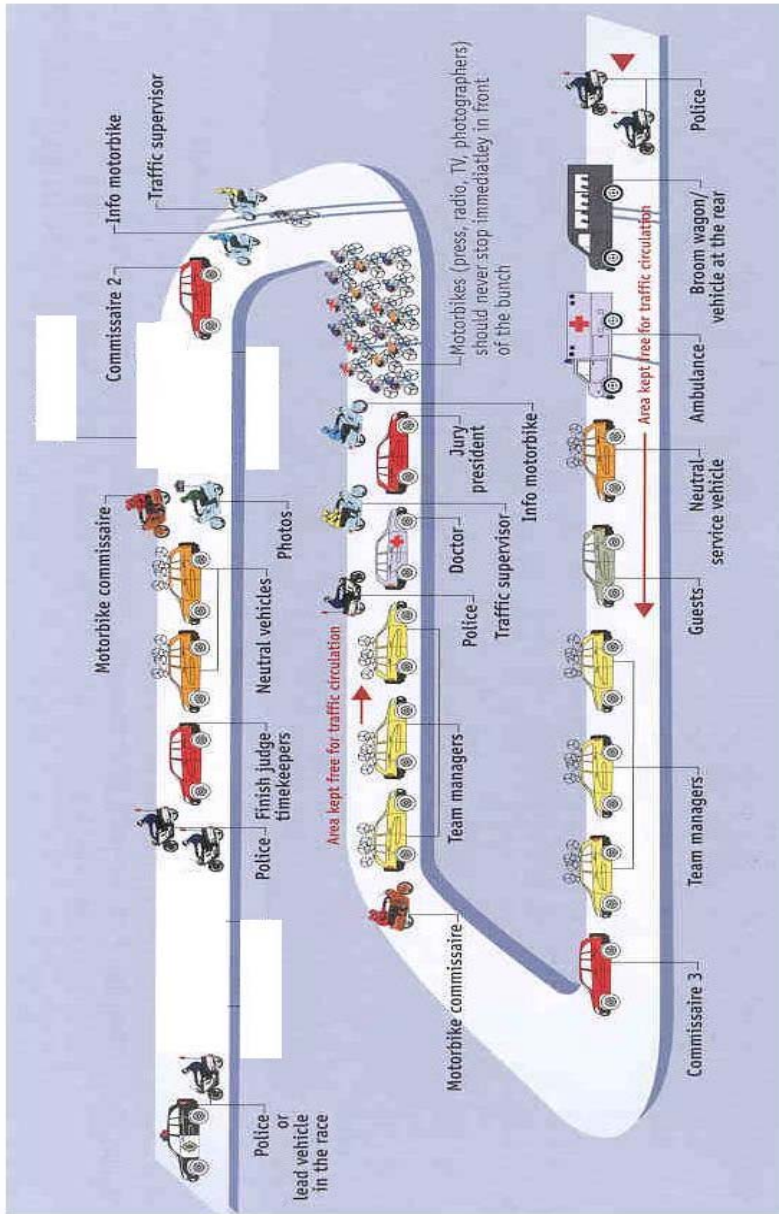 Police
or
lead vehicle
in the race
Police
Finish judge
timekeepers
Neutral vehicles
Motorbike commissaire
Photos
Commissaire 2
Info motorbike
Traffic supervisor
Motorbikes (press, radio, TV, photographers)
should never stop immediatley in front
of the bunch
Jury
president
Info motorbike
Doctor
Traffic supervisor
Police
Area kept free for traffic circulation
Team managers
Motorbike commissaire
Commissaire 3
Team managers
Guests
Neutral
service vehicle
Area kept free for traffic circulation
Ambulance
Broom wagon/
vehicle at the rear
Police